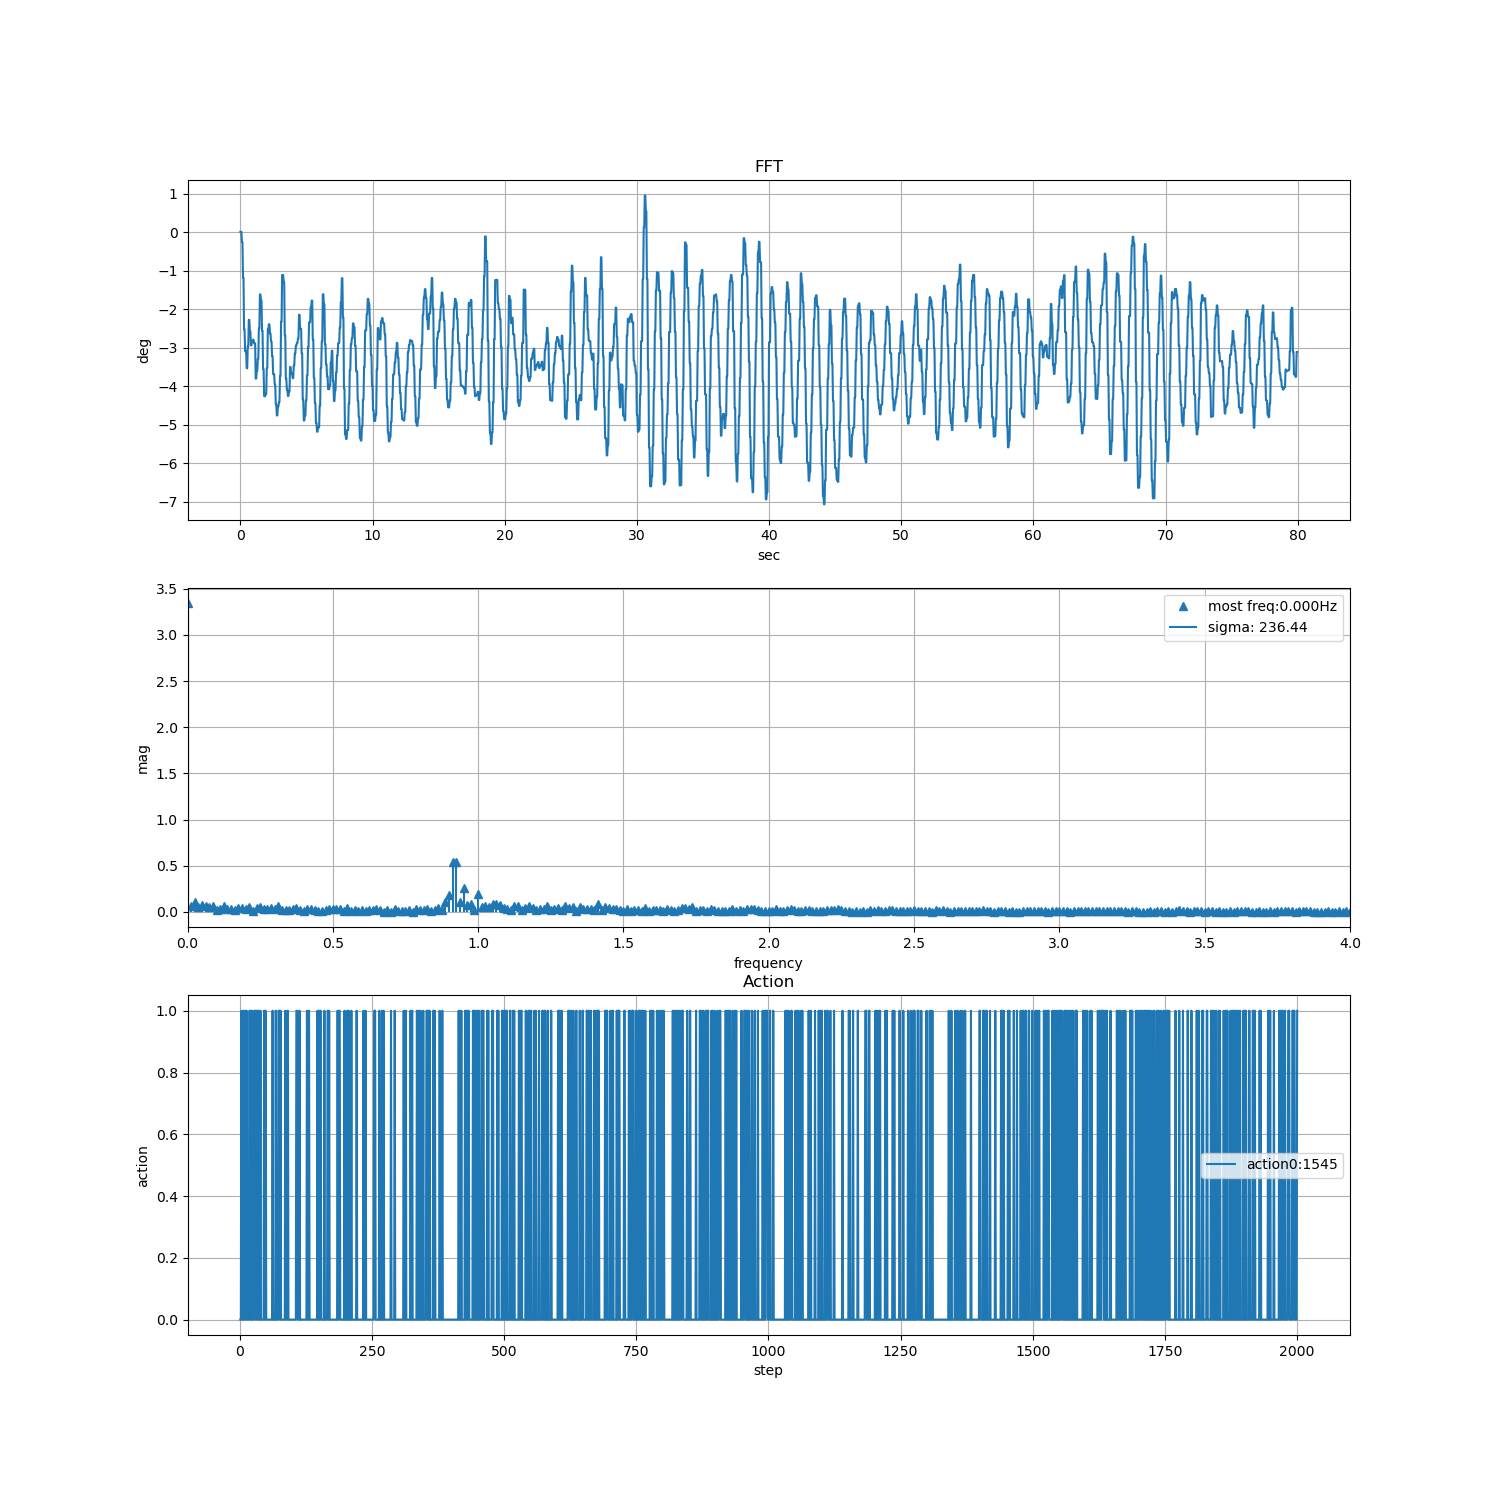 FFT
1
0
−1
−2
−3
−4
−5
−6
−7
deg
0 10 20 30 40 50 60 70 80
sec
3.5
3.0
2.5
2.0
1.5
1.0
0.5
0.0
mag
most freq:0.000Hz
sigma: 236.44
0.0 0.5 1.0 1.5 2.0 2.5 3.0 3.5 4.0
frequency
Action
1.0
0.8
0.6
0.4
0.2
0.0
action
action0:1545
0 250 500 750 1000 1250 1500 1750 2000
step